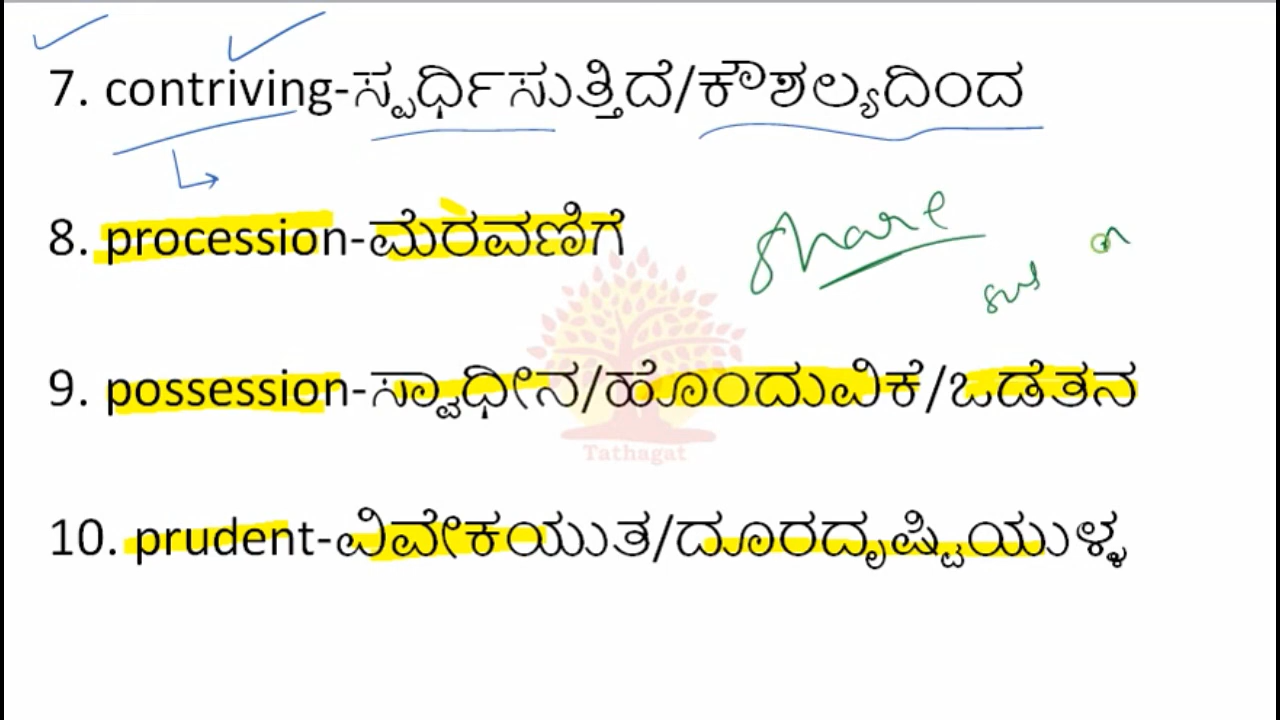 7. contriving-ಸ್ಪರ್ಧಿಸುತ್ತಿದೆ/ಕೌಶಲ್ಯದಿಂದ
8. procession-ಮೆರವಣಿಗೆ
share
9. possession-ಸ್ವಾಧೀನ/ಹೊಂದುವಿಕೆ/ಒಡೆತನ
Tathagat
10. prudent-ವಿವೇಕಯುತ/ದೂರದೃಷ್ಟಿಯುಳ್ಳ